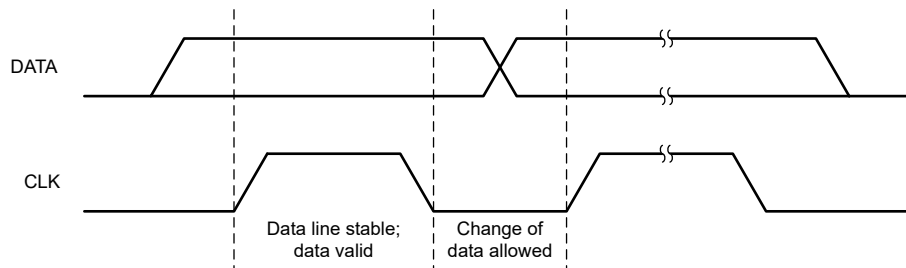 DATA
CLK
Data line stable;
data valid
Change of
data allowed